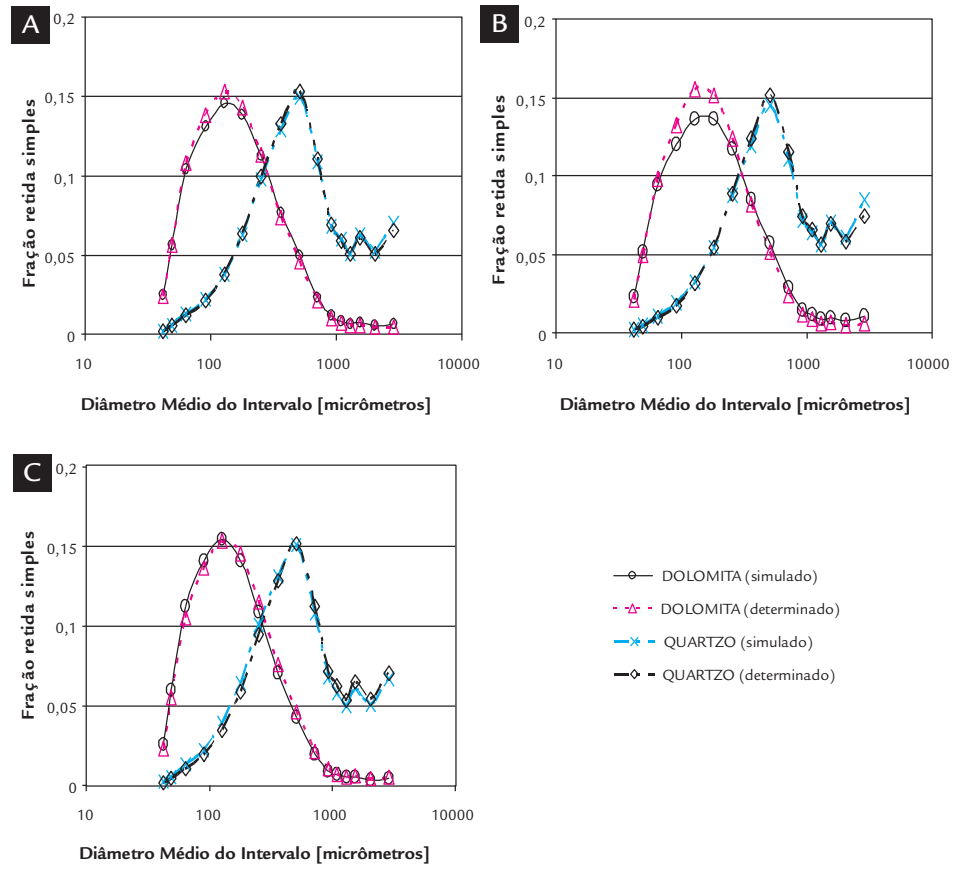 A
0,2
0,15
0,1
0,05
0
10
100
1000
10000
Fração retida simples
Diâmetro Médio do Intervalo [micrômetros]
B
0,2
0,15
0,1
0,05
0
10
100
1000
10000
Fração retida simples
Diâmetro Médio do Intervalo [micrômetros]
C
0,2
0,15
0,1
0,05
0
10
100
1000
10000
Fração retida simples
Diâmetro Médio do Intervalo [micrômetros]
DOLOMITA (simulado)
DOLOMITA (determinado)
QUARTZO (simulado)
QUARTZO (determinado)